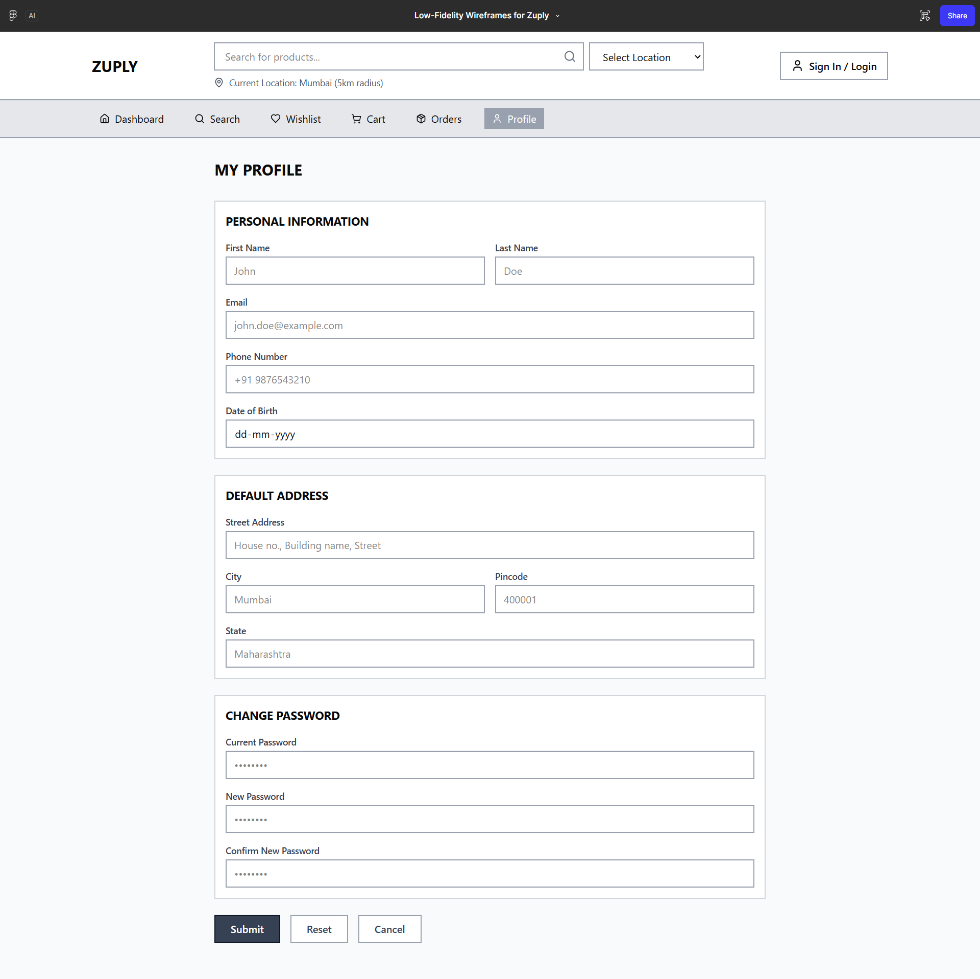 AI
Low-Fidelity Wireframes for Zuply
Share
ZUPLY
Search for products...
Select Location
Sign In / Login
Current Location: Mumbai (5km radius)
Dashboard Search Wishlist Cart Orders Profile
MY PROFILE
PERSONAL INFORMATION
First Name Last Name
John Doe
Email
john.doe@example.com
Phone Number
+91 9876543210
Date of Birth
dd-mm-yyyy
DEFAULT ADDRESS
Street Address
House no., Building name, Street
City Pincode
Mumbai 400001
State
Maharashtra
CHANGE PASSWORD
Current Password
••••••••
New Password
••••••••
Confirm New Password
••••••••
Submit Reset Cancel